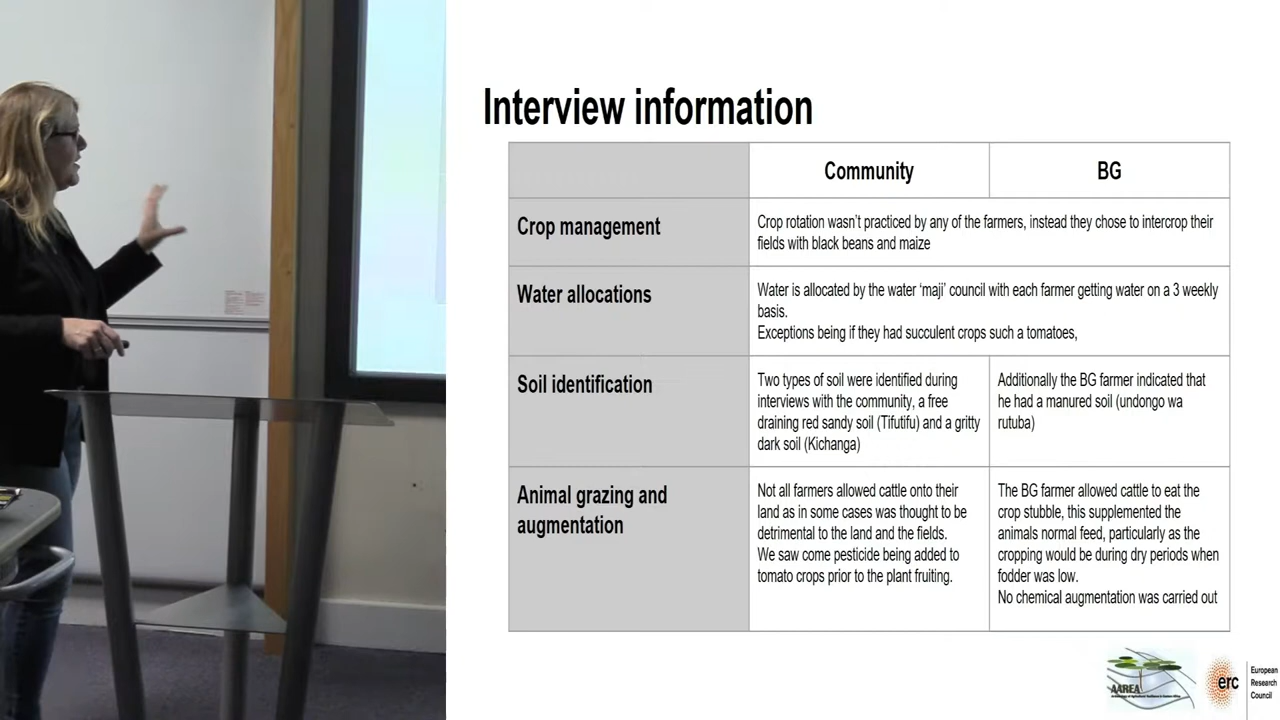 Interview information
Community
BG
Crop management
Crop rotation wasn't practiced by any of the farmers, instead they chose to intercrop their
fields with black beans and maize
Water allocations
Water is allocated by the water 'maji' council with each farmer getting water on a 3 weekly
basis.
Exceptions being if they had succulent crops such a tomatoes,
Soil identification
Two types of soil were identified during
interviews with the community, a free
draining red sandy soil (Tifutifu) and a gritty
dark soil (Kichanga)
Additionally the BG farmer indicated that
he had a manured soil (undongo wa
rutuba)
Animal grazing and
augmentation
Not all farmers allowed cattle onto their
land as in some cases was thought to be
detrimental to the land and the fields.
We saw come pesticide being added to
tomato crops prior to the plant fruiting.
The BG farmer allowed cattle to eat the
crop stubble, this supplemented the
animals normal feed, particularly as the
cropping would be during dry periods when
fodder was low.
No chemical augmentation was carried out
AAREA
erc
European
Research
Council